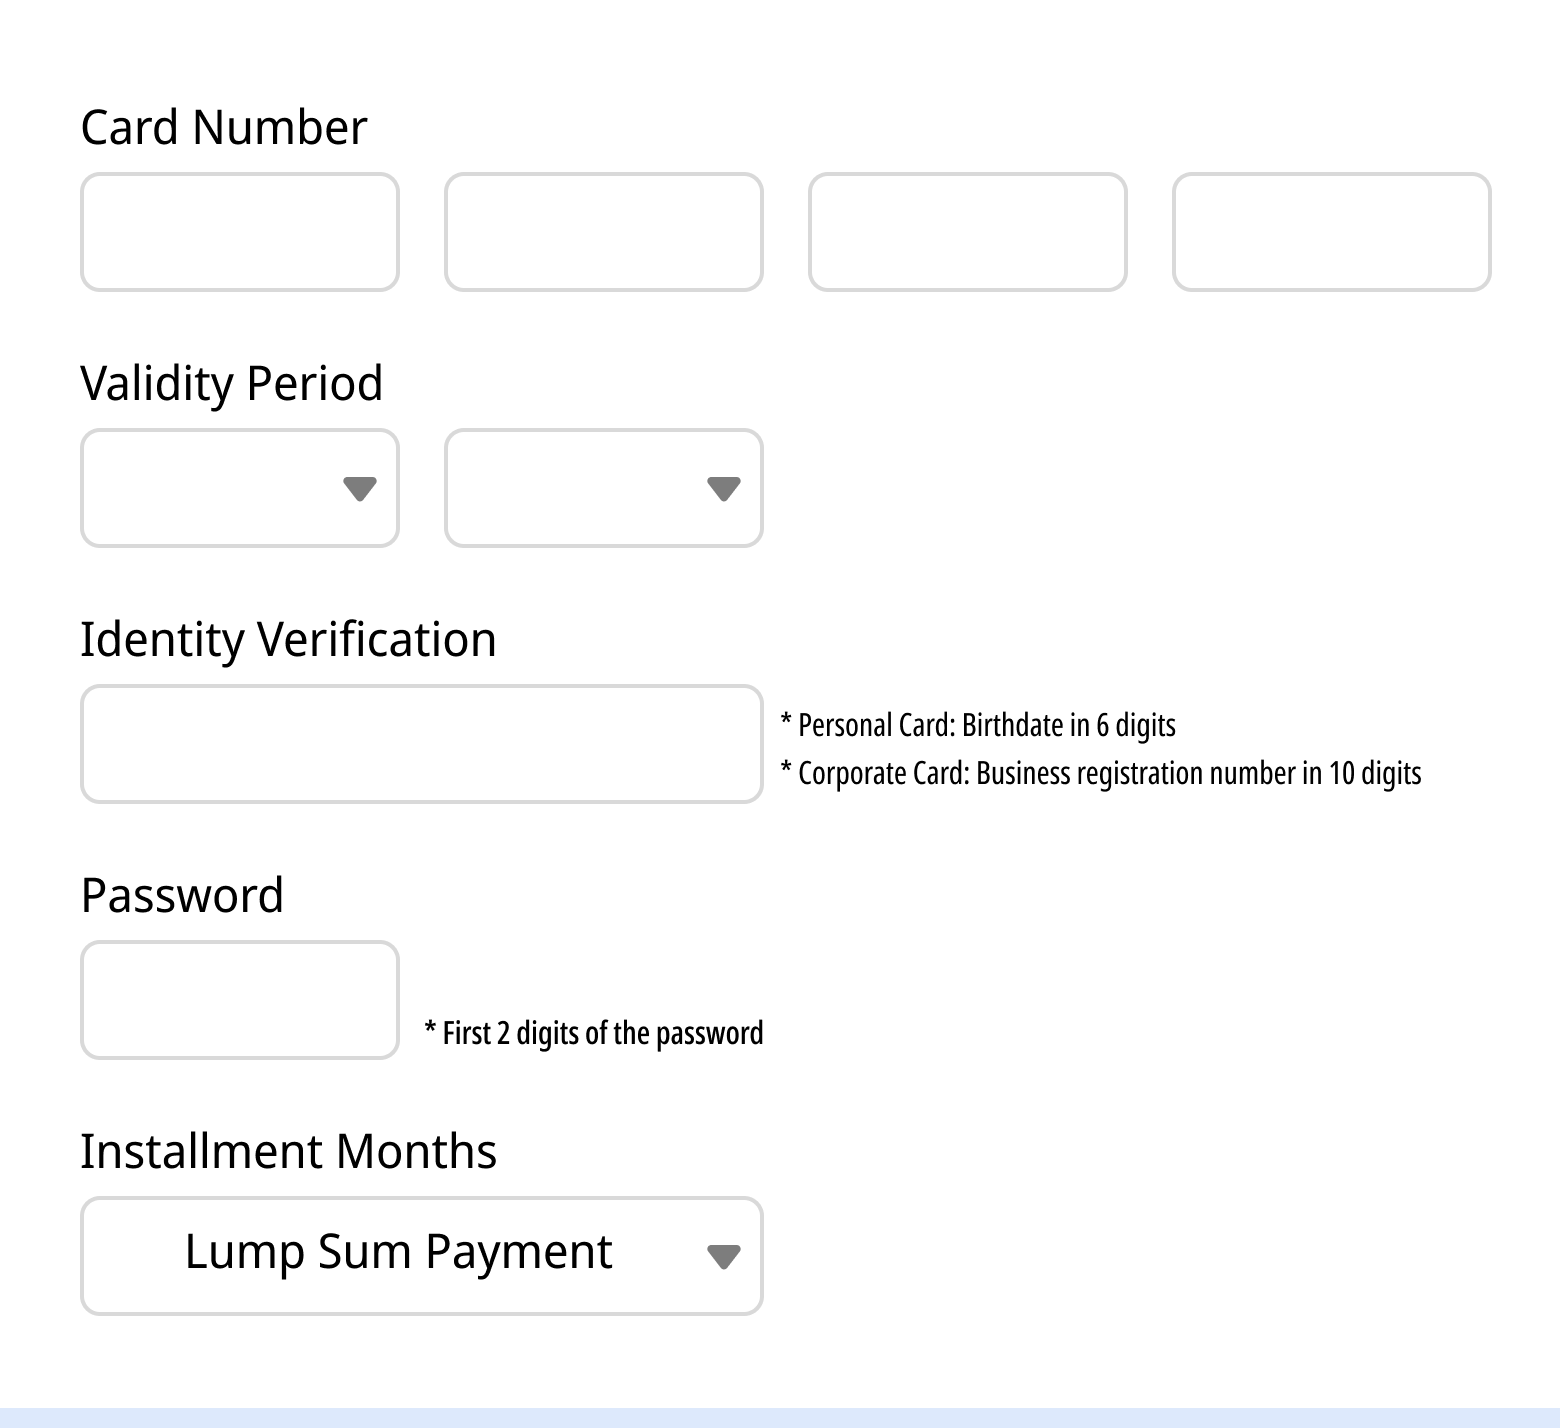 Card Number
Validity Period
Identity Verification
* Personal Card: Birthdate in 6 digits
* Corporate Card: Business registration number in 10 digits
Password
* First 2 digits of the password
Installment Months
Lump Sum Payment